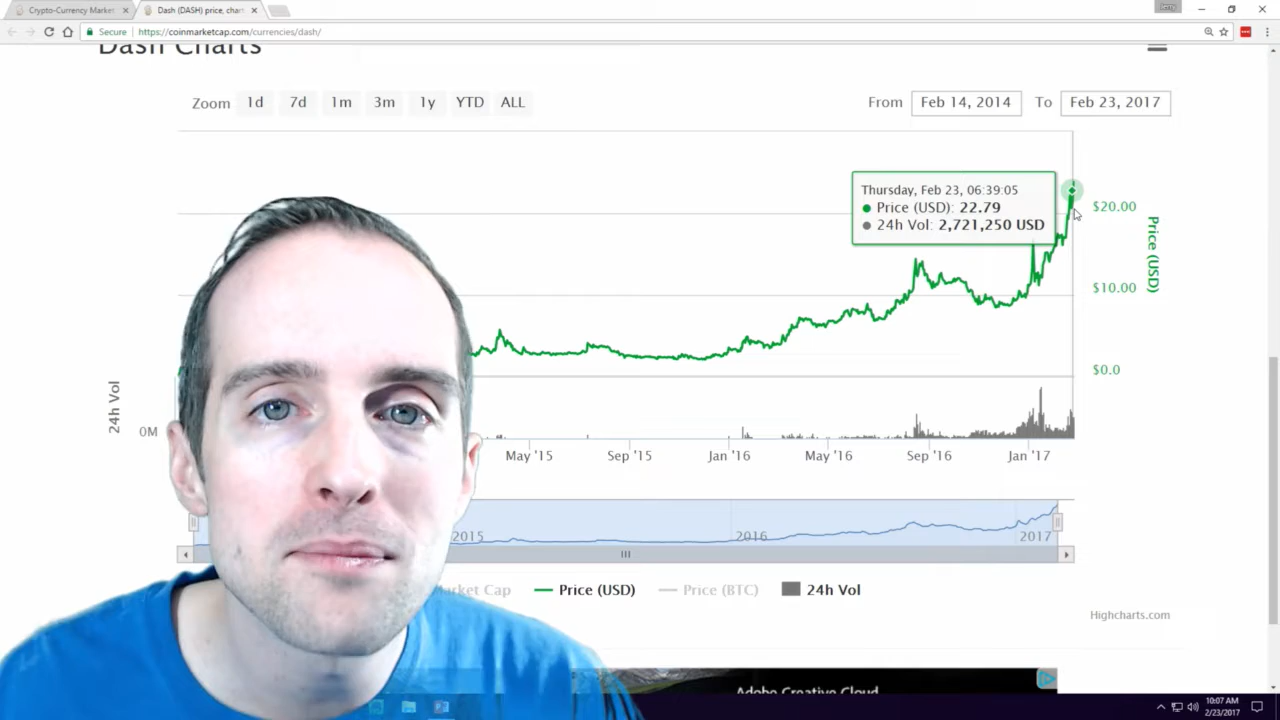 Crypto-Currency Market
Dash (DASH) price, char
Secure
https://coinmarketcap.com/currencies/dash/
Dash Charts
Zoom 1d 7d 1m 3m 1y YTD ALL
From Feb 14, 2014 To Feb 23, 2017
Thursday, Feb 23, 06:39:05
Price (USD): 22.79
24h Vol: 2,721,250 USD
$20.00
$10.00
$0.0
Price (USD)
24h Vol
0M
May '15 Sep '15 Jan '16 May '16 Sep '16 Jan '17
2015 2016 2017
Market Cap Price (USD) Price (BTC) 24h Vol
Highcharts.com
Adobe Creative Cloud
10:07 AM
2/23/2017